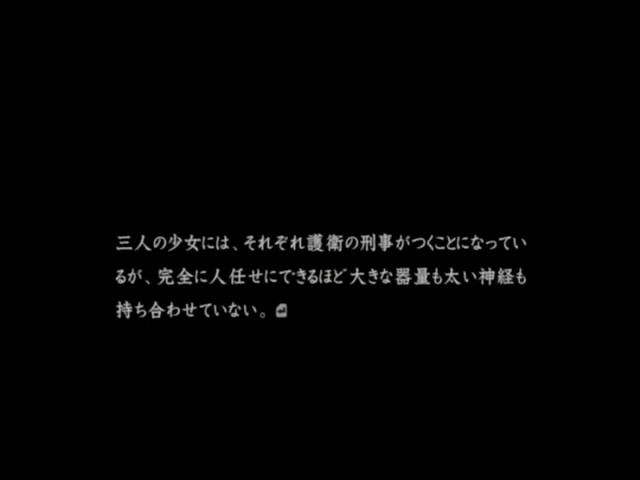 三人の少女には、それぞれ護衛の刑事がつくことになってい
るが、完全に人任せにできるほど大きな器量も太い神経も
持ち合わせていない。